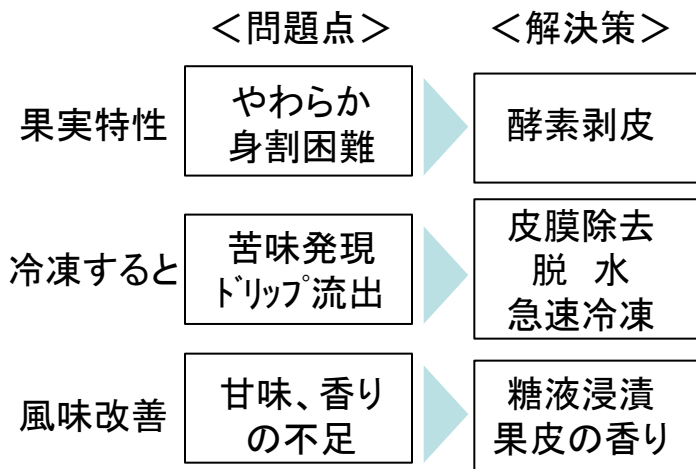 ＜問題点＞ ＜解決策＞
果実特性
やわらか
身割困難
酵素剥皮
冷凍すると
苦味発現
ﾄﾞﾘｯﾌﾟ流出
皮膜除去
脱　水
急速冷凍
風味改善
甘味、香り
の不足
糖液浸漬
果皮の香り